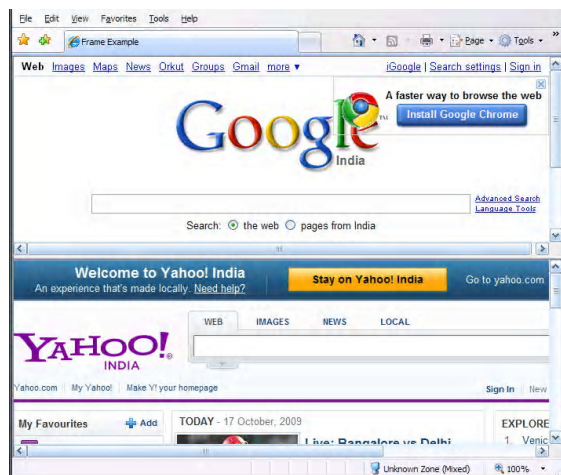 File Edit View Favorites Tools Help
Frame Example Page Tools
Web Images Maps News Orkut Groups Gmail more ▼ iGoogle | Search settings | Sign in
A faster way to browse the web
Install Google Chrome
Google
TM
India
Advanced Search
Language Tools
Search: the web pages from India
Welcome to Yahoo! India
An experience that's made locally. Need help?
Stay on Yahoo! India
Go to yahoo.com
WEB IMAGES NEWS LOCAL
YAHOO!®
INDIA
Yahoo.com My Yahoo! Make Y! your homepage Sign In New
My Favourites Add TODAY - 17 October, 2009 EXPLORE
Live: Bangalore vs Delhi 1. Venic
Unknown Zone (Mixed) 100%